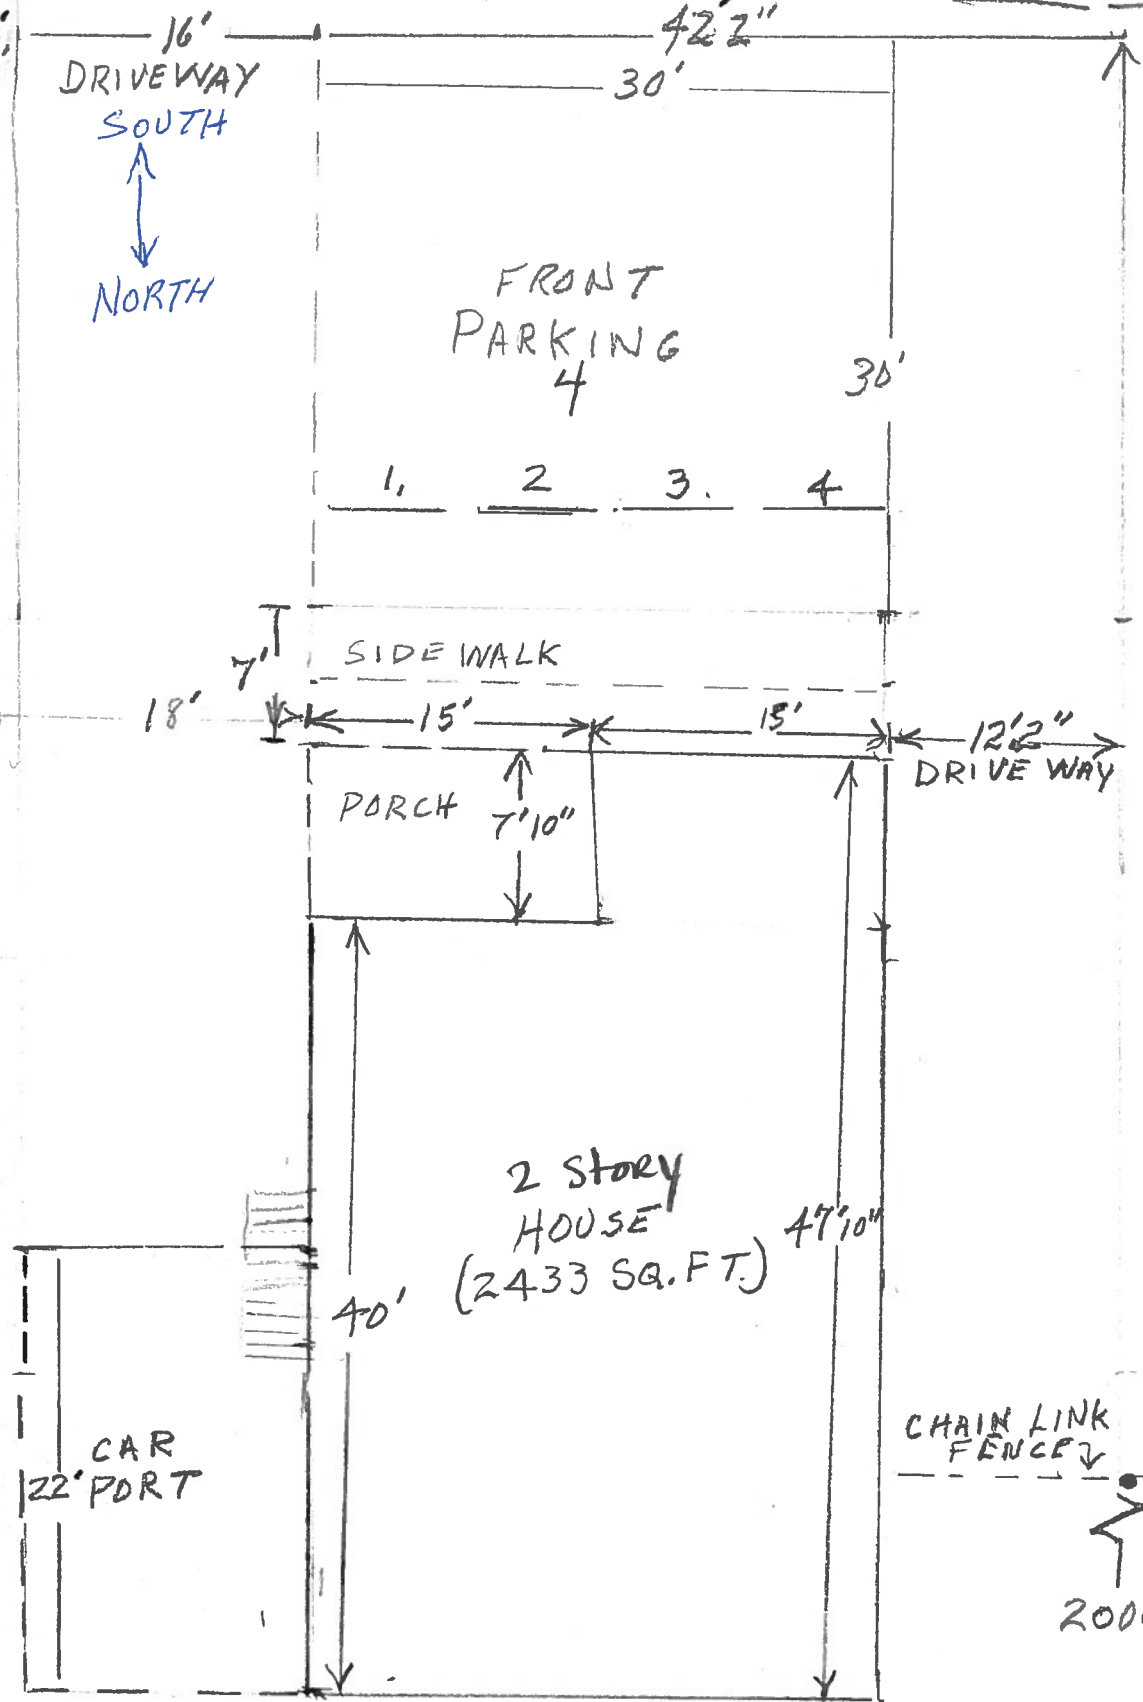 16' 42'2"
DRIVEWAY 30'
SOUTH
NORTH
FRONT
PARKING
4
30'
1. 2 3. 4
7' SIDEWALK
18' 15' 15' 12'2"
DRIVE WAY
PORCH 7'10"
2 Story
HOUSE 47'10"
(2433 SQ.FT.)
40'
CHAIN LINK
FENCE
CAR
22' PORT